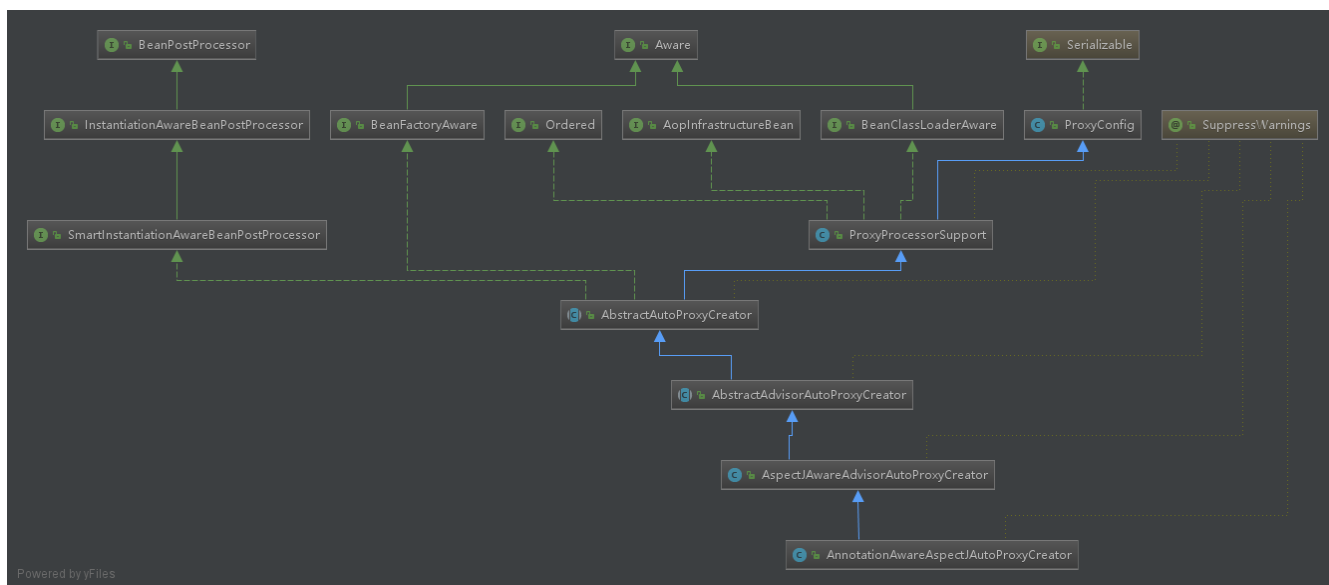 BeanPostProcessor
Aware
Serializable
InstantiationAwareBeanPostProcessor
BeanFactoryAware
Ordered
AopInfrastructureBean
BeanClassLoaderAware
ProxyConfig
SuppressWarnings
SmartInstantiationAwareBeanPostProcessor
ProxyProcessorSupport
AbstractAutoProxyCreator
AbstractAdvisorAutoProxyCreator
AspectJAwareAdvisorAutoProxyCreator
AnnotationAwareAspectJAutoProxyCreator
Powered by yFiles